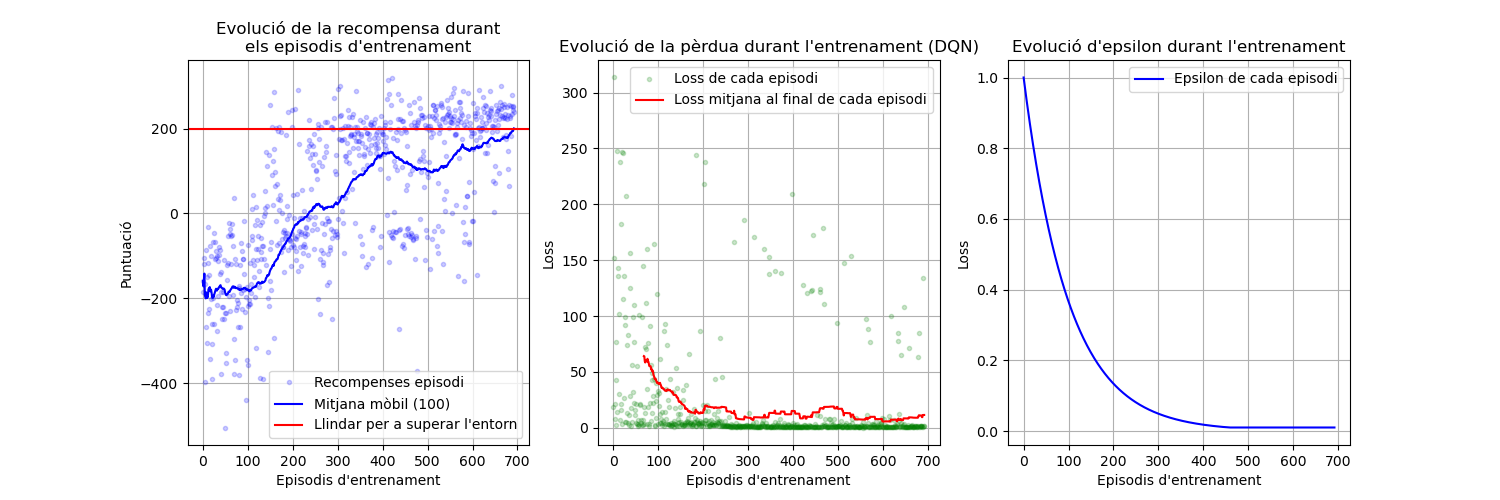 Evolució de la recompensa durant
els episodis d'entrenament
Puntuació
200
0
−200
−400
Recompenses episodi
Mitjana mòbil (100)
Llindar per a superar l'entorn
0 100 200 300 400 500 600 700
Episodis d'entrenament
Evolució de la pèrdua durant l'entrenament (DQN)
Loss de cada episodi
Loss mitjana al final de cada episodi
Loss
300
250
200
150
100
50
0
0 100 200 300 400 500 600 700
Episodis d'entrenament
Evolució d'epsilon durant l'entrenament
Epsilon de cada episodi
Loss
1.0
0.8
0.6
0.4
0.2
0.0
0 100 200 300 400 500 600 700
Episodis d'entrenament